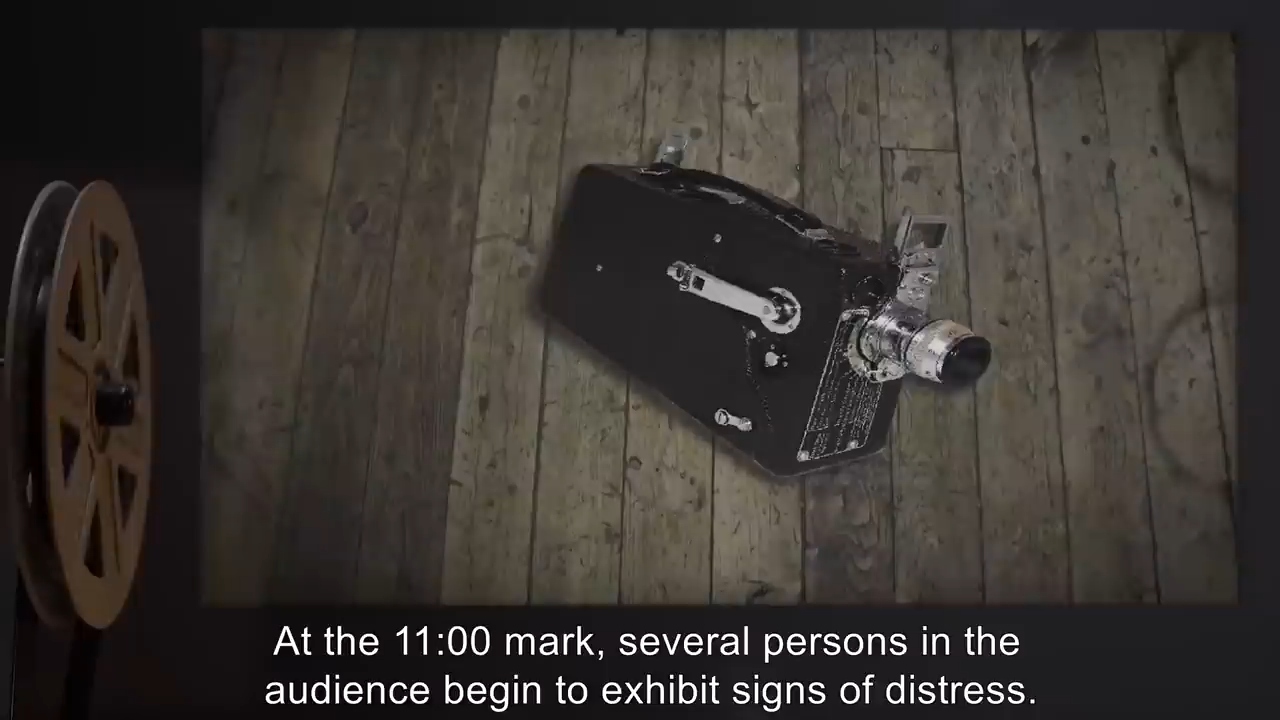 At the 11:00 mark, several persons in the
audience begin to exhibit signs of distress.